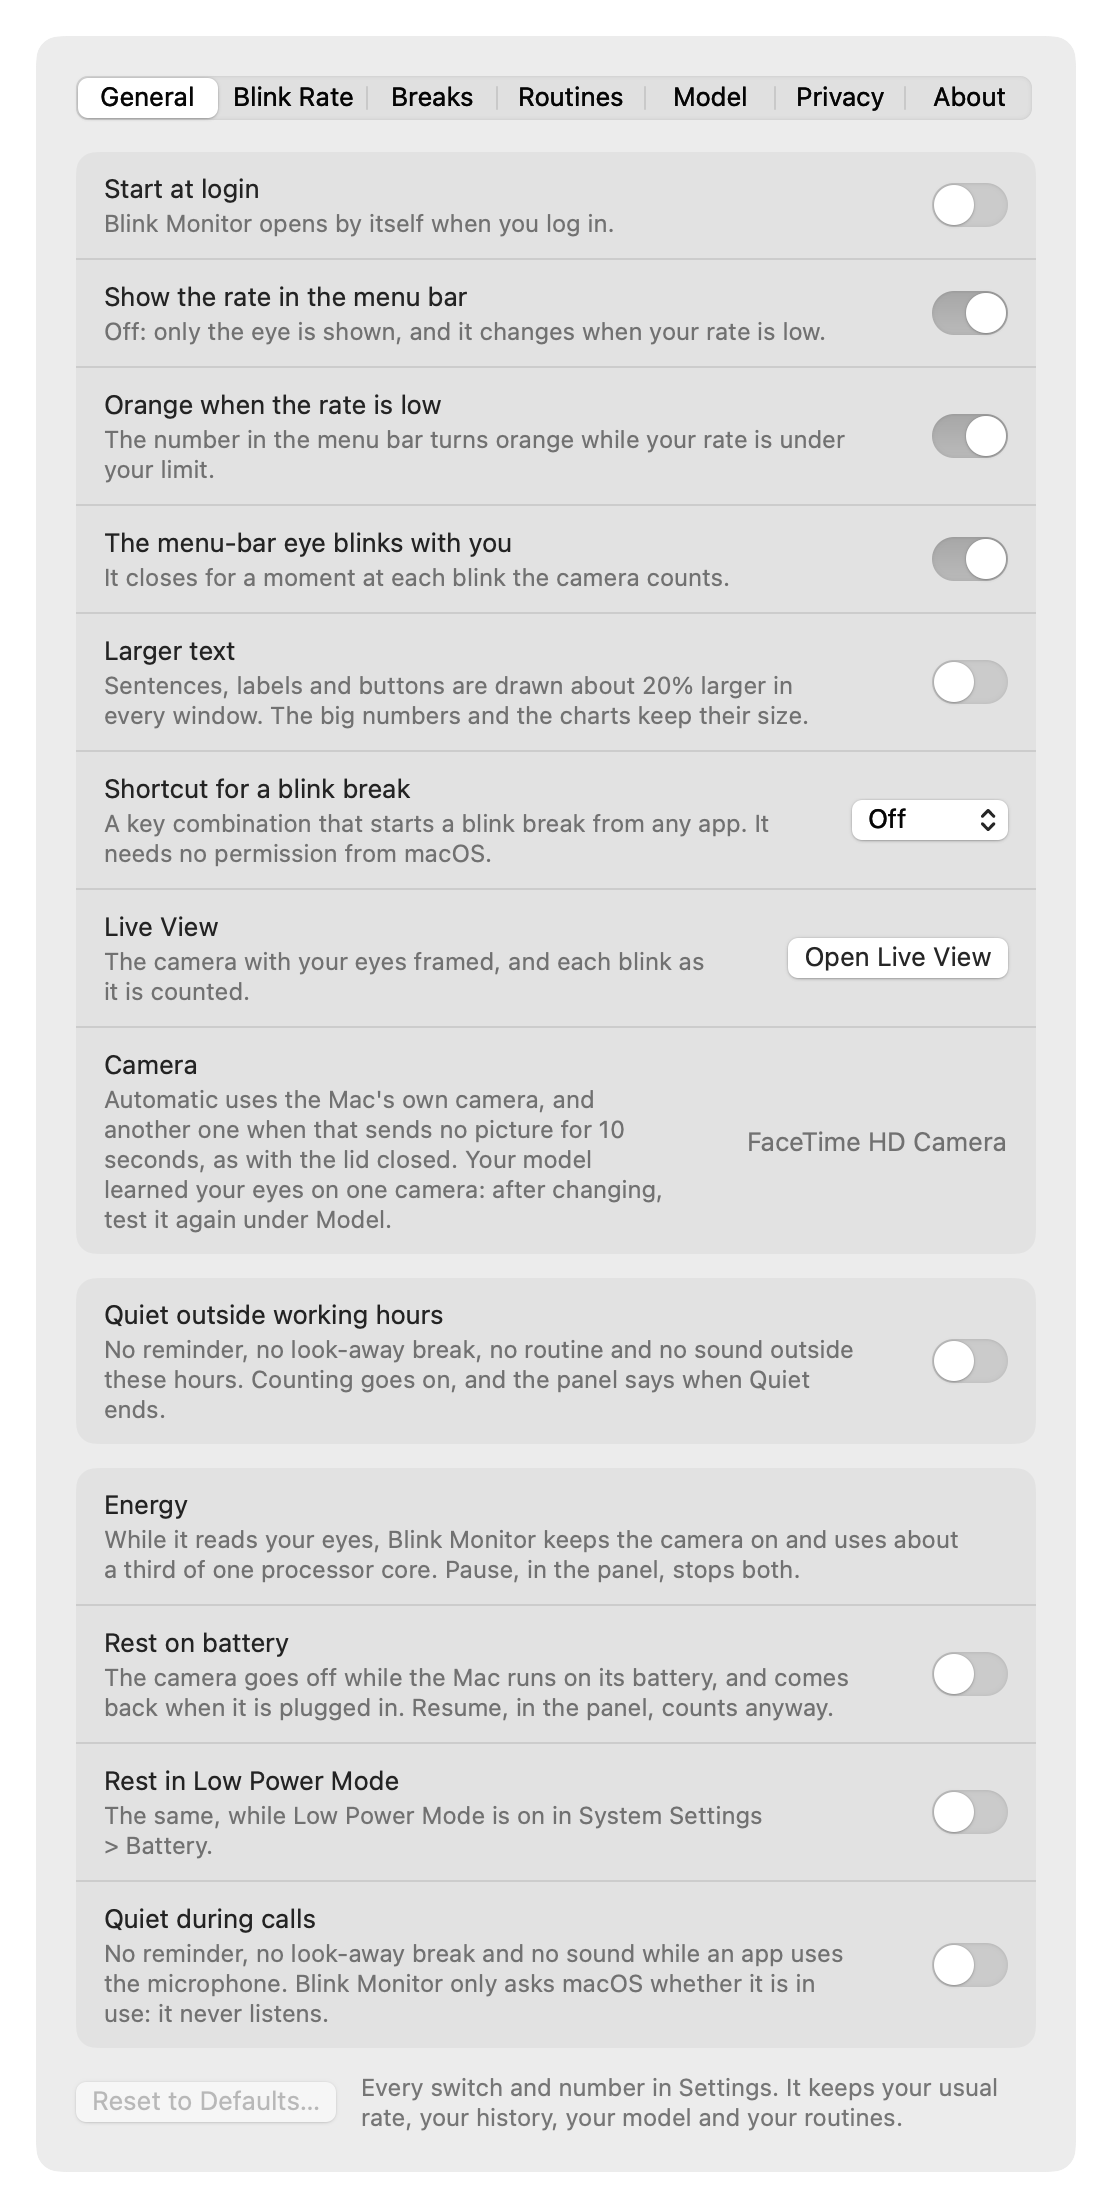 General
Blink Rate
Breaks
Routines
Model
Privacy
About
Start at login
Blink Monitor opens by itself when you log in.
Show the rate in the menu bar
Off: only the eye is shown, and it changes when your rate is low.
Orange when the rate is low
The number in the menu bar turns orange while your rate is under
your limit.
The menu-bar eye blinks with you
It closes for a moment at each blink the camera counts.
Larger text
Sentences, labels and buttons are drawn about 20% larger in
every window. The big numbers and the charts keep their size.
Shortcut for a blink break
A key combination that starts a blink break from any app. It
needs no permission from macOS.
Off
Live View
The camera with your eyes framed, and each blink as
it is counted.
Open Live View
Camera
Automatic uses the Mac's own camera, and
another one when that sends no picture for 10
seconds, as with the lid closed. Your model
learned your eyes on one camera: after changing,
test it again under Model.
FaceTime HD Camera
Quiet outside working hours
No reminder, no look-away break, no routine and no sound outside
these hours. Counting goes on, and the panel says when Quiet
ends.
Energy
While it reads your eyes, Blink Monitor keeps the camera on and uses about
a third of one processor core. Pause, in the panel, stops both.
Rest on battery
The camera goes off while the Mac runs on its battery, and comes
back when it is plugged in. Resume, in the panel, counts anyway.
Rest in Low Power Mode
The same, while Low Power Mode is on in System Settings
> Battery.
Quiet during calls
No reminder, no look-away break and no sound while an app uses
the microphone. Blink Monitor only asks macOS whether it is in
use: it never listens.
Reset to Defaults...
Every switch and number in Settings. It keeps your usual
rate, your history, your model and your routines.